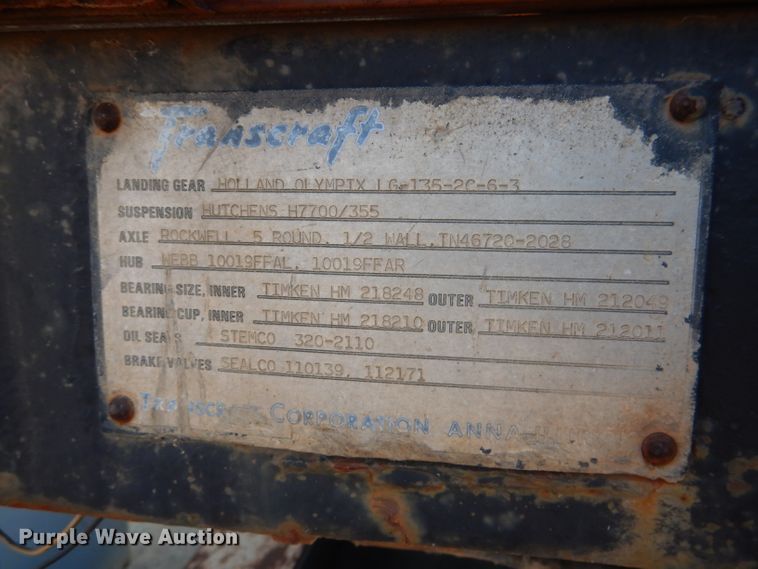 Transcraft
LANDING GEAR HOLLAND OLYMPIX LG-135-2C-6-3
SUSPENSION HUTCHENS H7700/355
AXLE ROCKWELL, 5 ROUND, 1/2 WALL, TN46720-2028
HUB WEBB 10019FFAL, 10019FFAR
BEARING SIZE, INNER TIMKEN HM 218248 OUTER TIMKEN HM 212049
BEARING CUP, INNER TIMKEN HM 218210 OUTER TIMKEN HM 212011
OIL SEALS STEMCO 320-2110
BRAKE VALVES SEALCO 110139, 112171
TRANSCRAFT CORPORATION ANNA
Purple Wave Auction